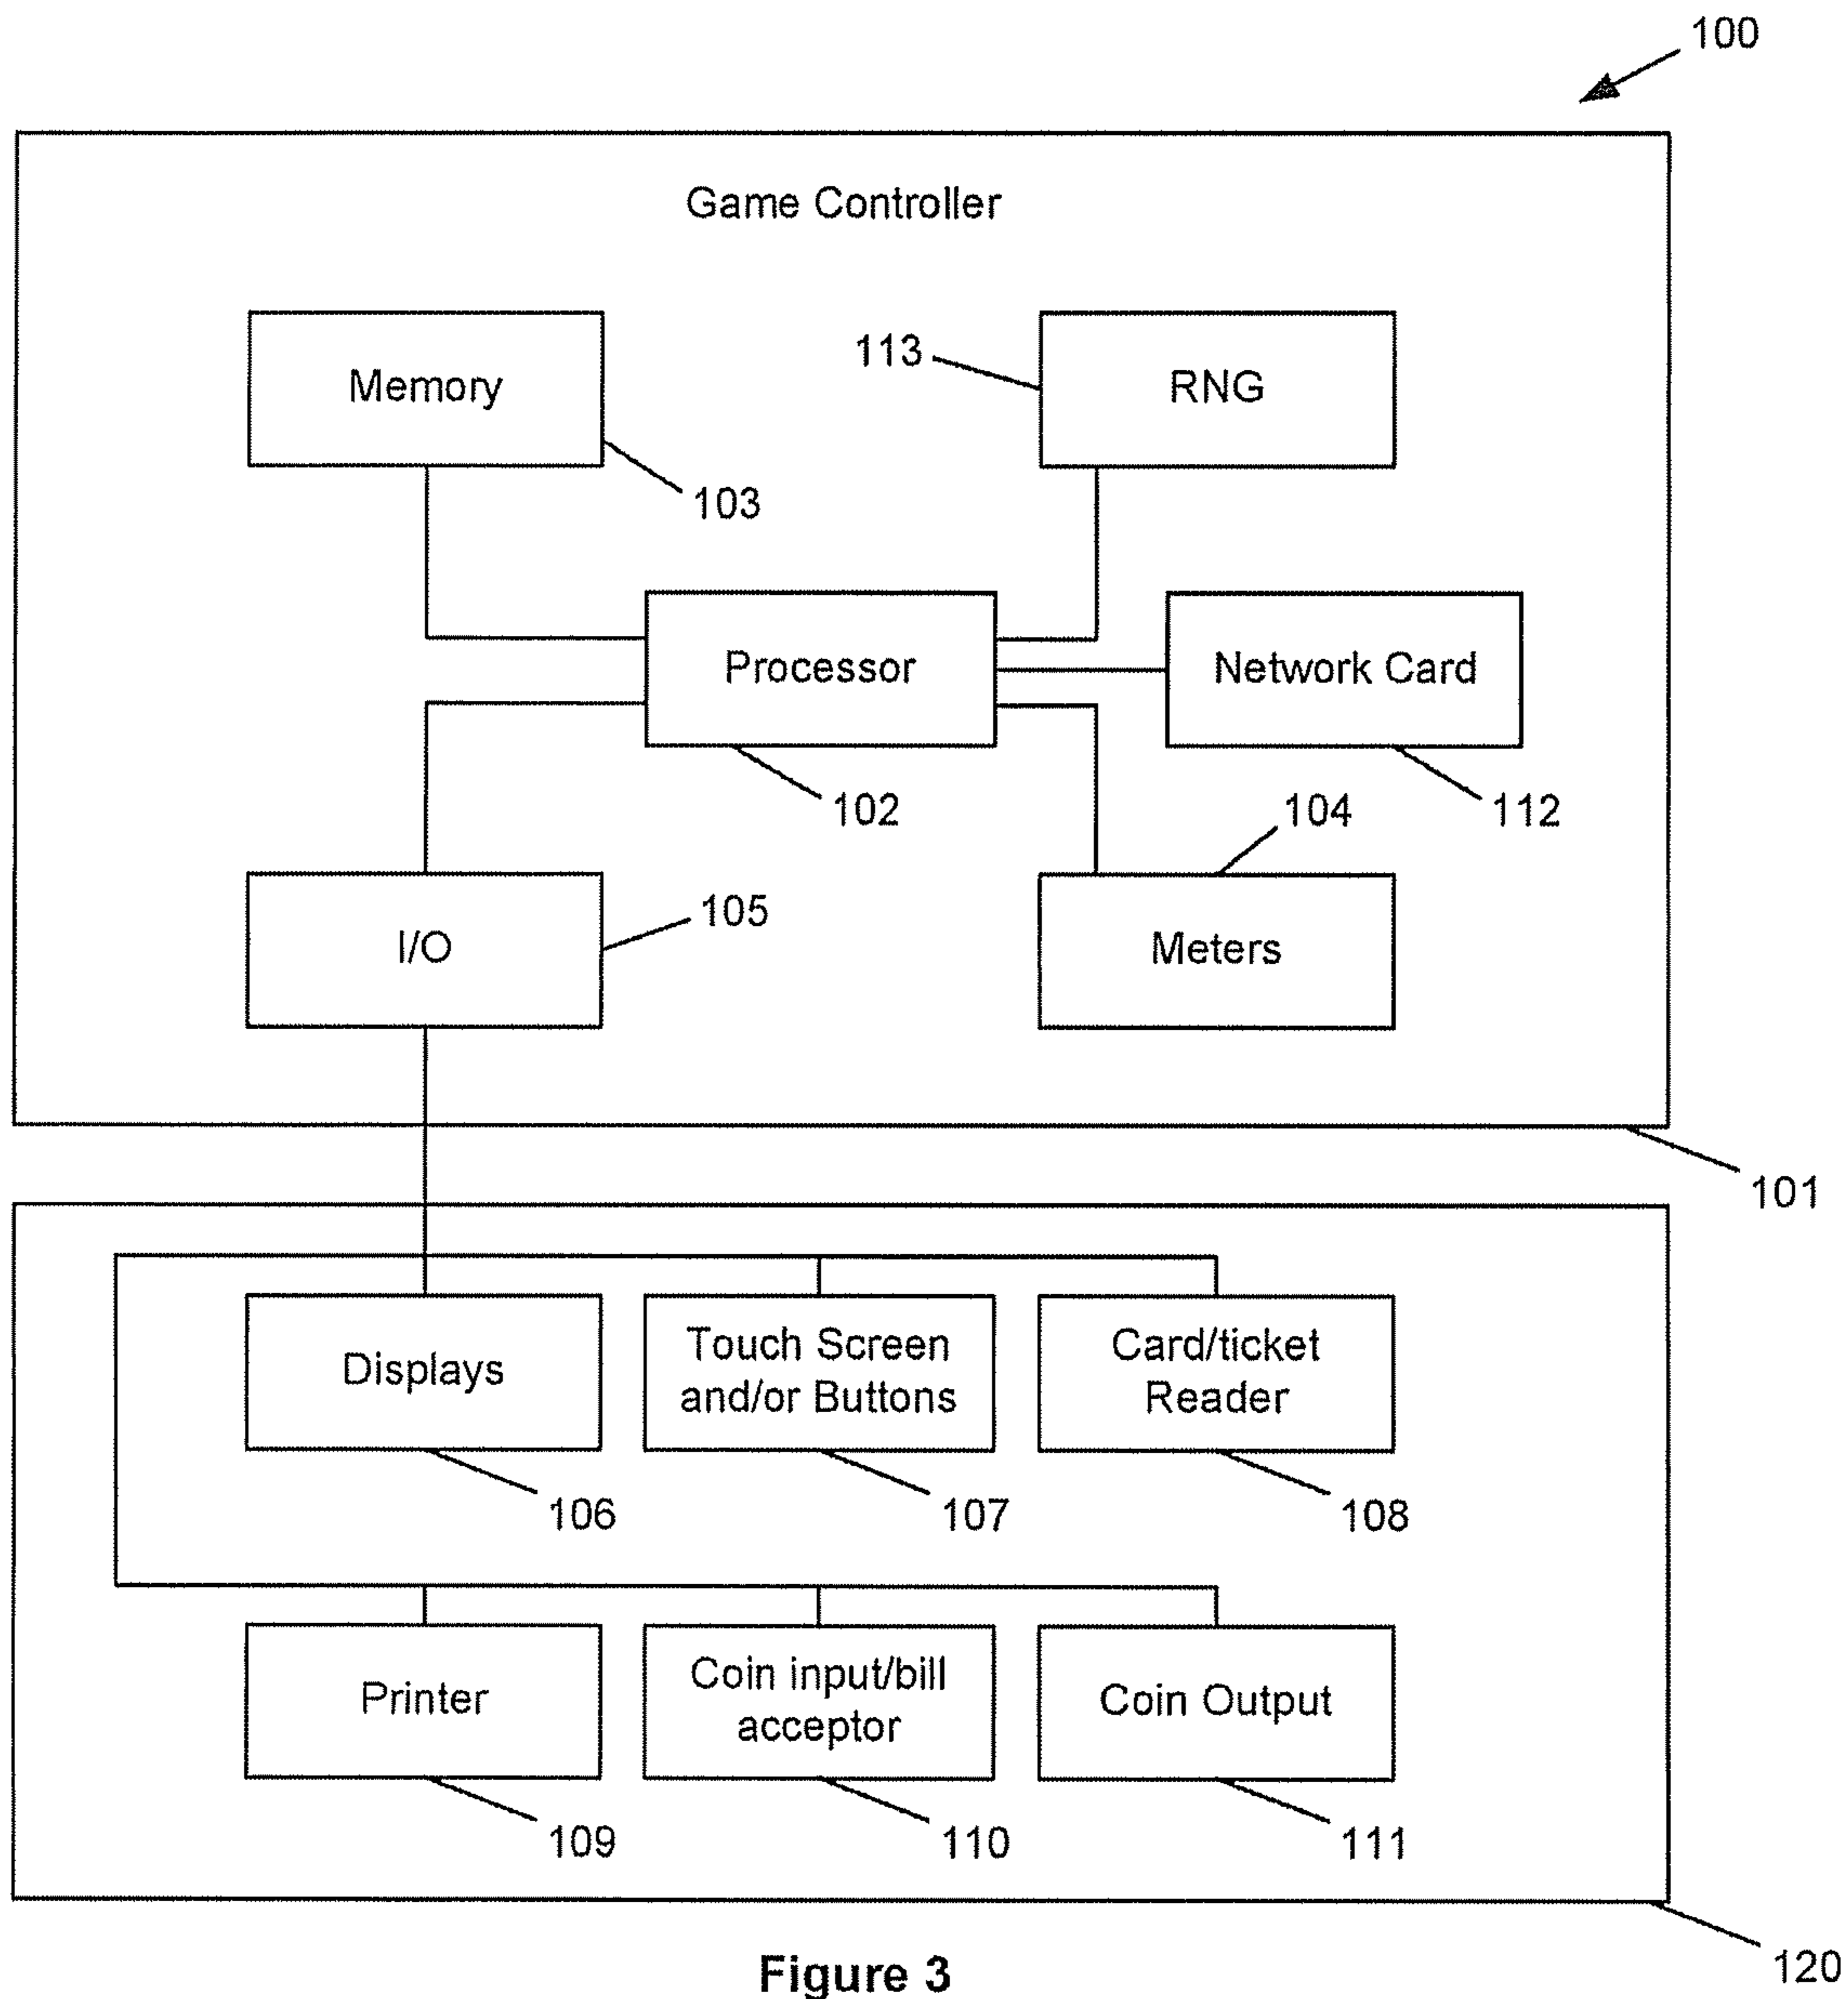 100
Game Controller
Memory
113
RNG
103
Processor
Network Card
102
104
112
I/O
105
Meters
101
Displays
Touch Screen
and/or Buttons
Card/ticket
Reader
106
107
108
Printer
Coin input/bill
acceptor
Coin Output
109
110
111
120
Figure 3